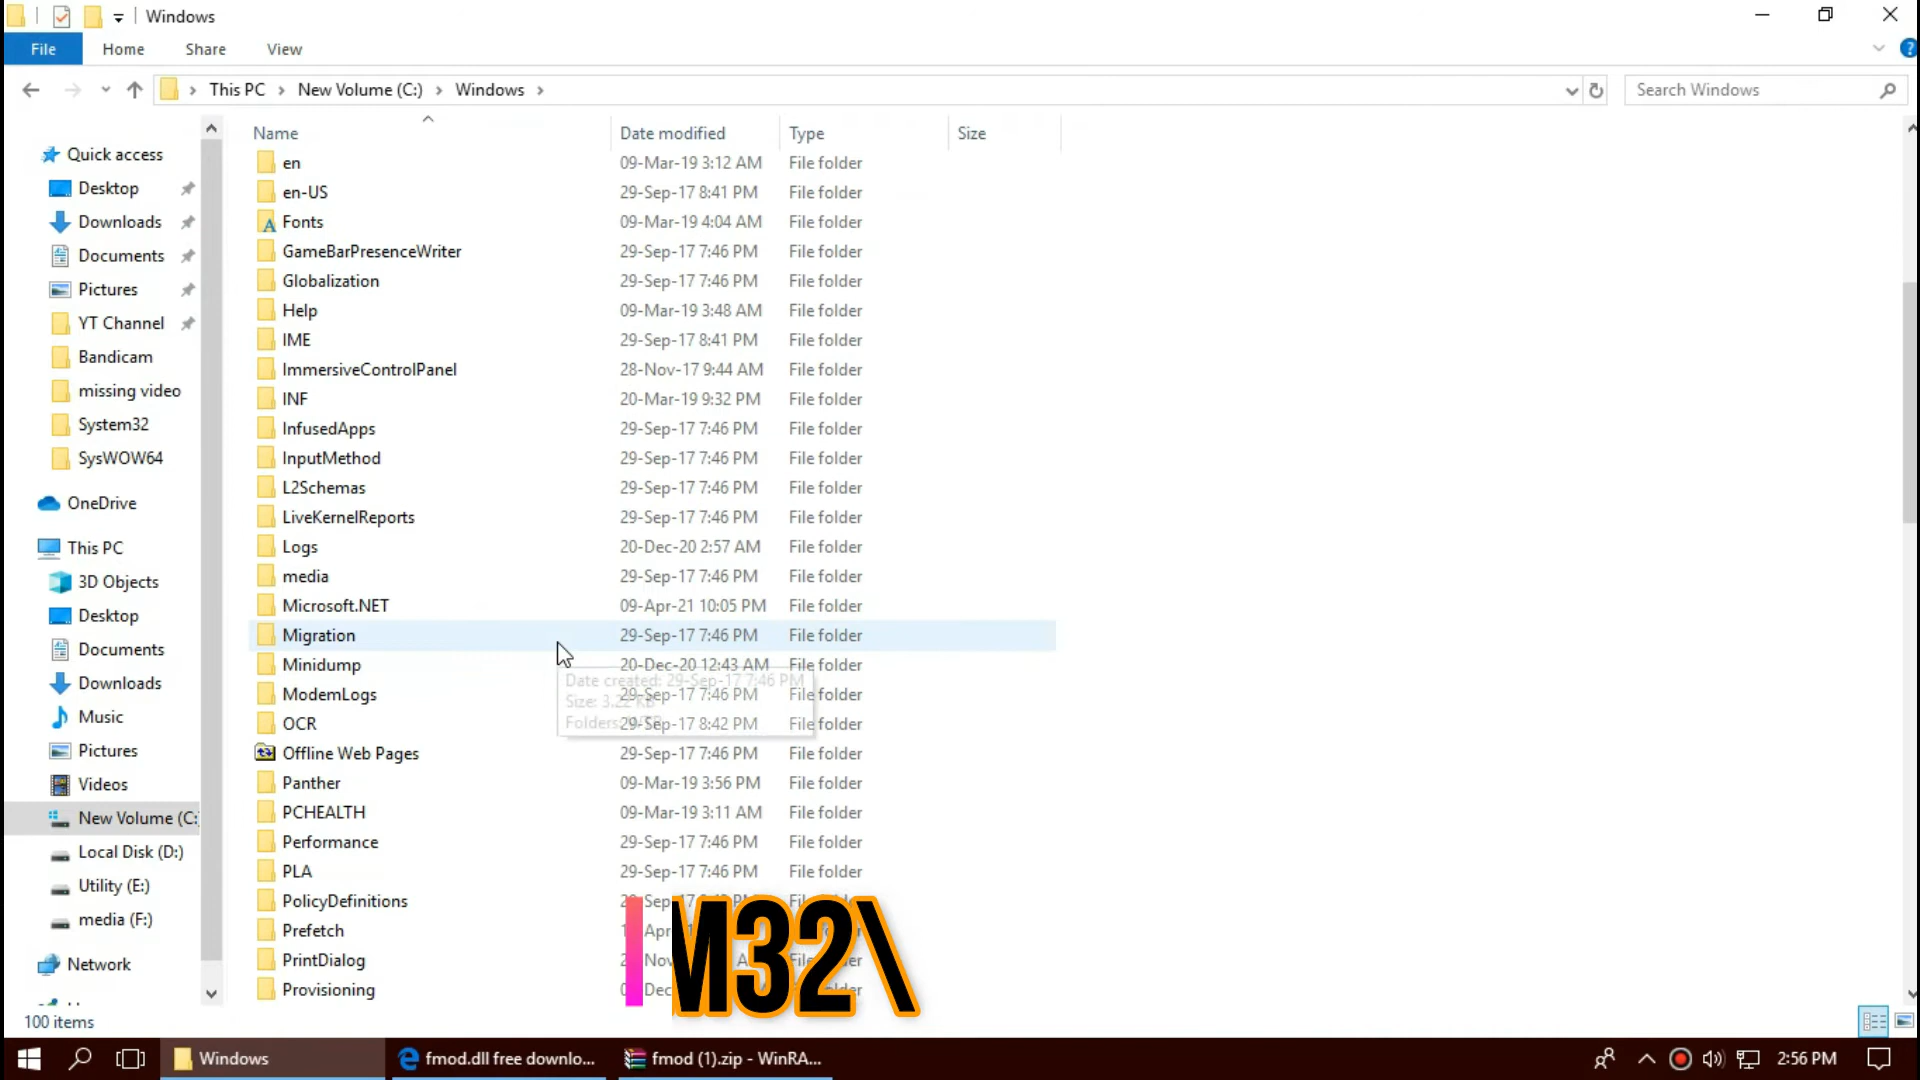 Windows
File Home Share View
This PC New Volume (C:) Windows
Search Windows
Name Date modified Type Size
Quick access
Desktop
Downloads
Documents
Pictures
YT Channel
Bandicam
missing video
System32
SysWOW64
OneDrive
This PC
3D Objects
Desktop
Documents
Downloads
Music
Pictures
Videos
New Volume (C:
Local Disk (D:)
Utility (E:)
media (F:)
Network
en 09-Mar-19 3:12 AM File folder
en-US 29-Sep-17 8:41 PM File folder
Fonts 09-Mar-19 4:04 AM File folder
GameBarPresenceWriter 29-Sep-17 7:46 PM File folder
Globalization 29-Sep-17 7:46 PM File folder
Help 09-Mar-19 3:48 AM File folder
IME 29-Sep-17 8:41 PM File folder
ImmersiveControlPanel 28-Nov-17 9:44 AM File folder
INF 20-Mar-19 9:32 PM File folder
InfusedApps 29-Sep-17 7:46 PM File folder
InputMethod 29-Sep-17 7:46 PM File folder
L2Schemas 29-Sep-17 7:46 PM File folder
LiveKernelReports 29-Sep-17 7:46 PM File folder
Logs 20-Dec-20 2:57 AM File folder
media 29-Sep-17 7:46 PM File folder
Microsoft.NET 09-Apr-21 10:05 PM File folder
Migration 29-Sep-17 7:46 PM File folder
Minidump 20-Dec-20 12:43 AM File folder
Date created: 29-Sep-17 7:46 PM
ModemLogs 29-Sep-17 7:46 PM File folder
Size: 3.22 KB
OCR 29-Sep-17 8:42 PM File folder
Folders:
Offline Web Pages 29-Sep-17 7:46 PM File folder
Panther 09-Mar-19 3:56 PM File folder
PCHEALTH 09-Mar-19 3:11 AM File folder
Performance 29-Sep-17 7:46 PM File folder
PLA 29-Sep-17 7:46 PM File folder
PolicyDefinitions
Prefetch
PrintDialog
Provisioning
M32\
100 items
Windows
fmod.dll free downlo...
fmod (1).zip - WinRA...
2:56 PM